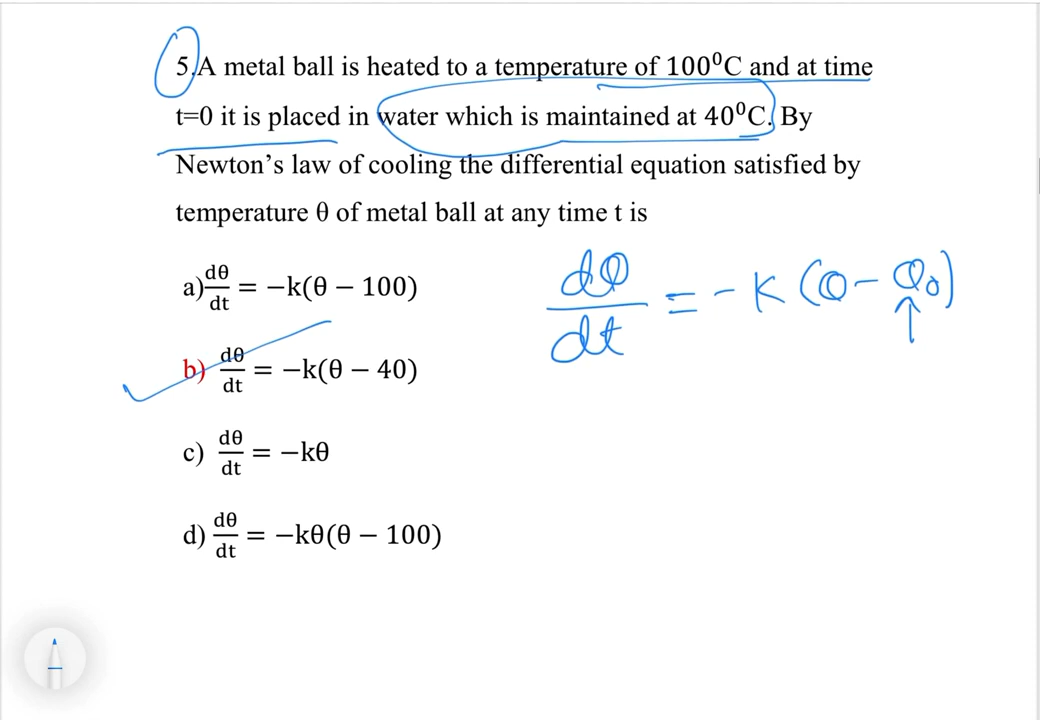 5.A metal ball is heated to a temperature of 100⁰C and at time
t=0 it is placed in water which is maintained at 40⁰C. By
Newton’s law of cooling the differential equation satisfied by
temperature θ of metal ball at any time t is
a) dθ/dt = −k(θ − 100)
dθ/dt = -K (θ - θ₀)
b) dθ/dt = −k(θ − 40)
c) dθ/dt = −kθ
d) dθ/dt = −kθ(θ − 100)